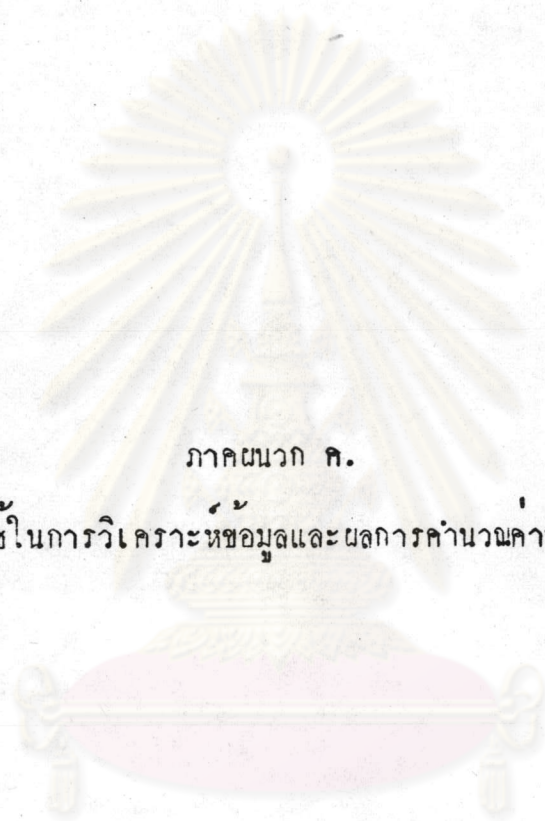 ภาคผนวก ค.
ช้ในการวิเคราะห์ข้อมูลและผลการคำนวณค่า